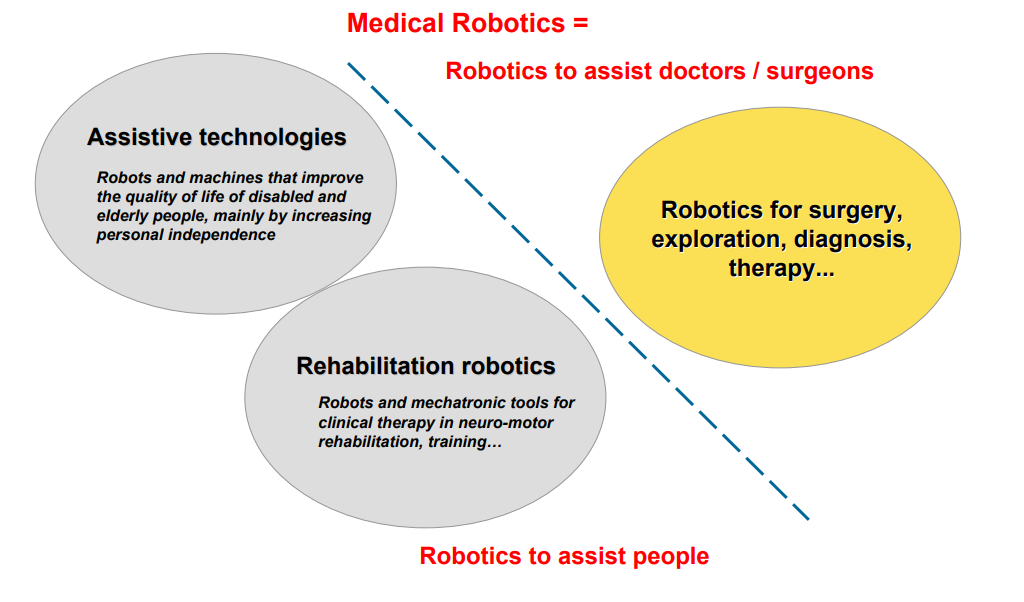 Medical Robotics =
Robotics to assist doctors / surgeons
Assistive technologies
Robots and machines that improve
the quality of life of disabled and
elderly people, mainly by increasing
personal independence
Robotics for surgery,
exploration, diagnosis,
therapy...
Rehabilitation robotics
Robots and mechatronic tools for
clinical therapy in neuro-motor
rehabilitation, training…
Robotics to assist people